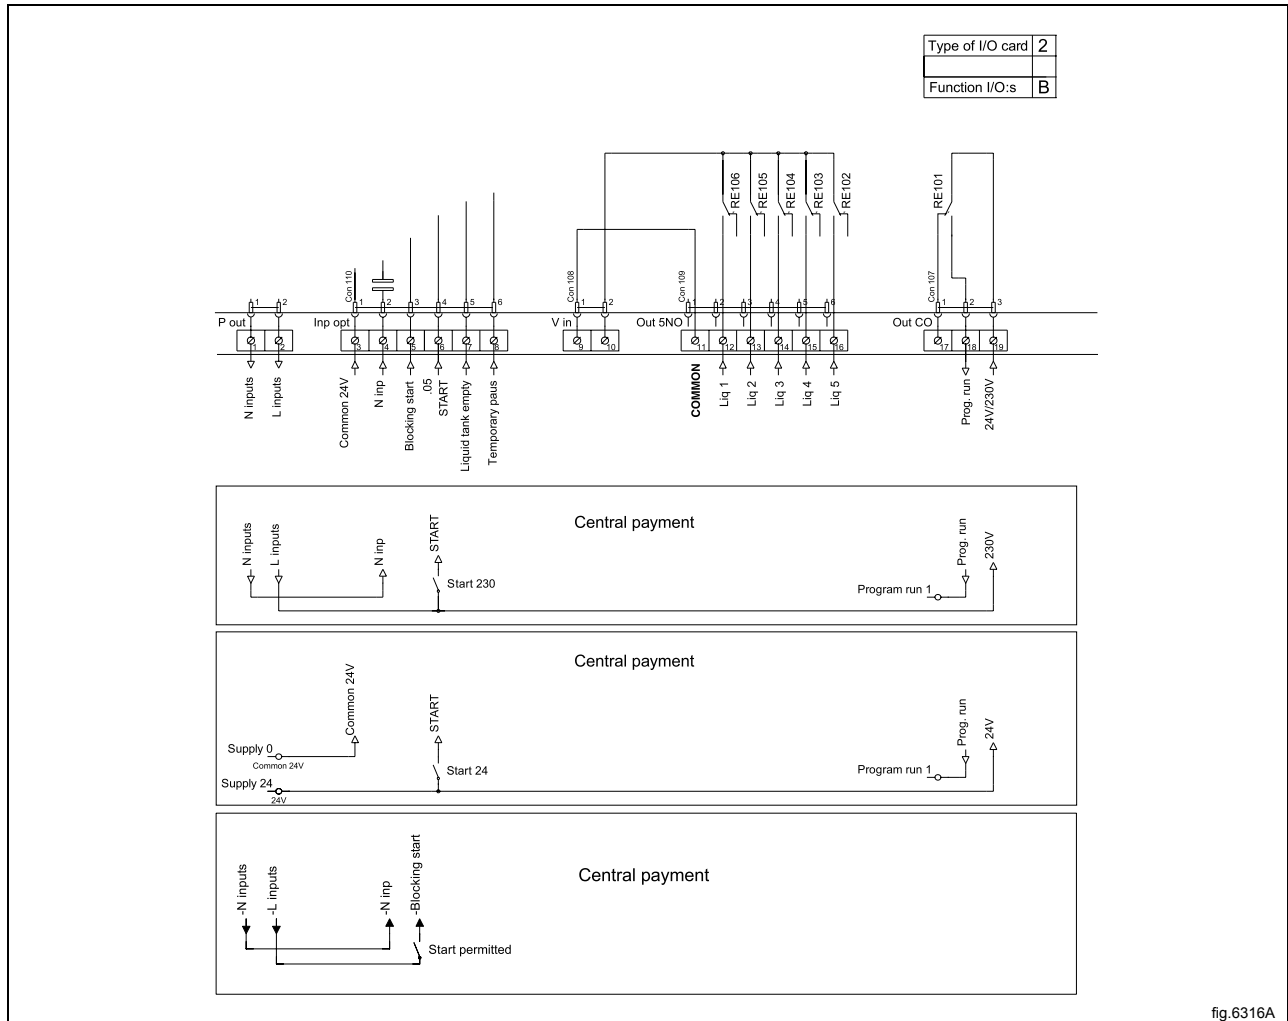 Type of I/O card 2
Function I/O:s B
RE106
RE105
RE104
RE103
RE102
RE101
Con 110
Con 108
Con 109
Con 107
1 2
1 2 3 4 5 6
1 2
1 2 3 4 5 6
1 2 3
P out
Inp opt
V in
Out 5NO
Out CO
1 2
3 4 5 6 7 8
9 10
11 12 13 14 15 16
17 18 19
N inputs
L inputs
Common 24V
N inp
Blocking start
.05
START
Liquid tank empty
Temporary paus
COMMON
Liq 1
Liq 2
Liq 3
Liq 4
Liq 5
Prog. run
24V/230V
Central payment
N inputs
L inputs
N inp
START
Start 230
Program run 1
Prog. run
230V
Central payment
Common 24V
START
Supply 0
Common 24V
Supply 24
24V
Start 24
Program run 1
Prog. run
24V
Central payment
-N inputs
-L inputs
-N inp
-Blocking start
Start permitted
fig.6316A